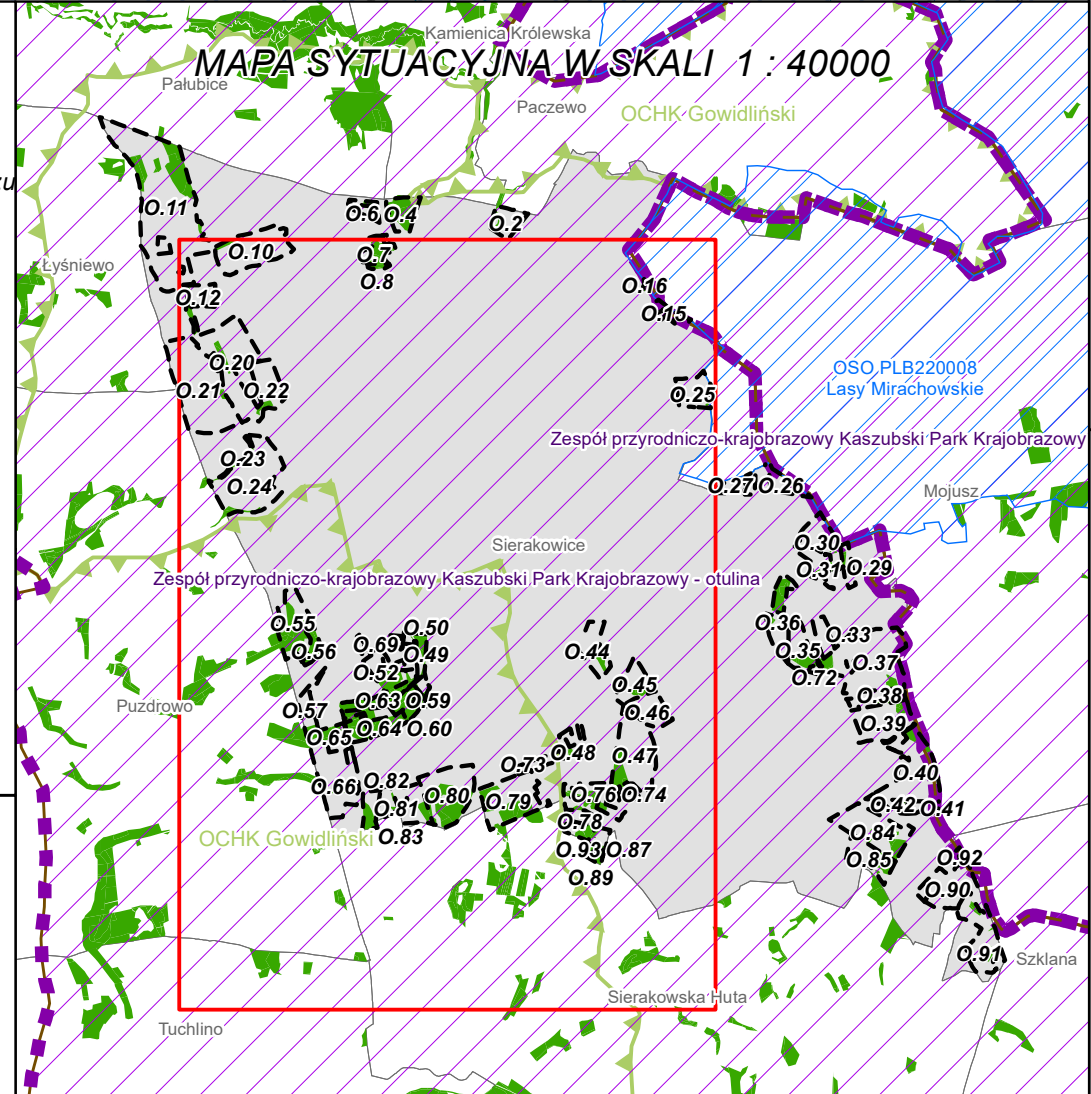 Kamienica Królewska
MAPA SYTUACYJNA W SKALI 1 : 40000
Pałubice
Paczewo
OCHK Gowidliński
O.11
O.6
O.4
O.2
O.10
O.7
O.8
Łyśniewo
O.12
O.16
O.15
O.20
O.21
O.22
OSO PLB220008
Lasy Mirachowskie
O.25
Zespół przyrodniczo-krajobrazowy Kaszubski Park Krajobrazowy
O.23
O.24
O.27
O.26
Mojusz
Sierakowice
O.30
O.31
O.29
Zespół przyrodniczo-krajobrazowy Kaszubski Park Krajobrazowy - otulina
O.55
O.56
O.50
O.69
O.49
O.52
O.44
O.36
O.33
O.35
O.37
O.72
O.45
O.38
O.46
O.39
Puzdrowo
O.57
O.63
O.59
O.65
O.64
O.60
O.48
O.47
O.73
O.40
O.66
O.82
O.81
O.80
O.79
O.76
O.74
O.42
O.41
O.78
O.83
OCHK Gowidliński
O.84
O.93
O.87
O.85
O.92
O.89
O.90
O.91
Szklana
Sierakowska Huta
Tuchlino